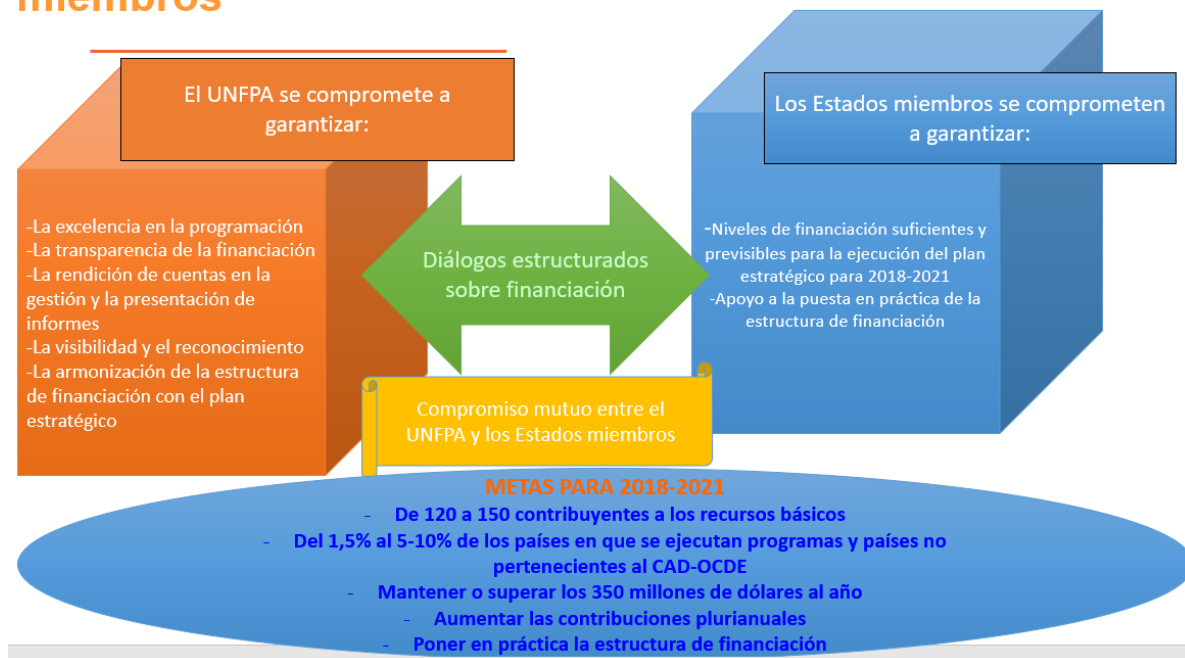 miembros
El UNFPA se compromete a
garantizar:
-La excelencia en la programación
-La transparencia de la financiación
-La rendición de cuentas en la
gestión y la presentación de
informes
-La visibilidad y el reconocimiento
-La armonización de la estructura
de financiación con el plan
estratégico
Diálogos estructurados
sobre financiación
Los Estados miembros se comprometen
a garantizar:
-Niveles de financiación suficientes y
previsibles para la ejecución del plan
estratégico para 2018-2021
-Apoyo a la puesta en práctica de la
estructura de financiación
Compromiso mutuo entre el
UNFPA y los Estados miembros
METAS PARA 2018-2021
- De 120 a 150 contribuyentes a los recursos básicos
- Del 1,5% al 5-10% de los países en que se ejecutan programas y países no
pertenecientes al CAD-OCDE
- Mantener o superar los 350 millones de dólares al año
- Aumentar las contribuciones plurianuales
- Poner en práctica la estructura de financiación